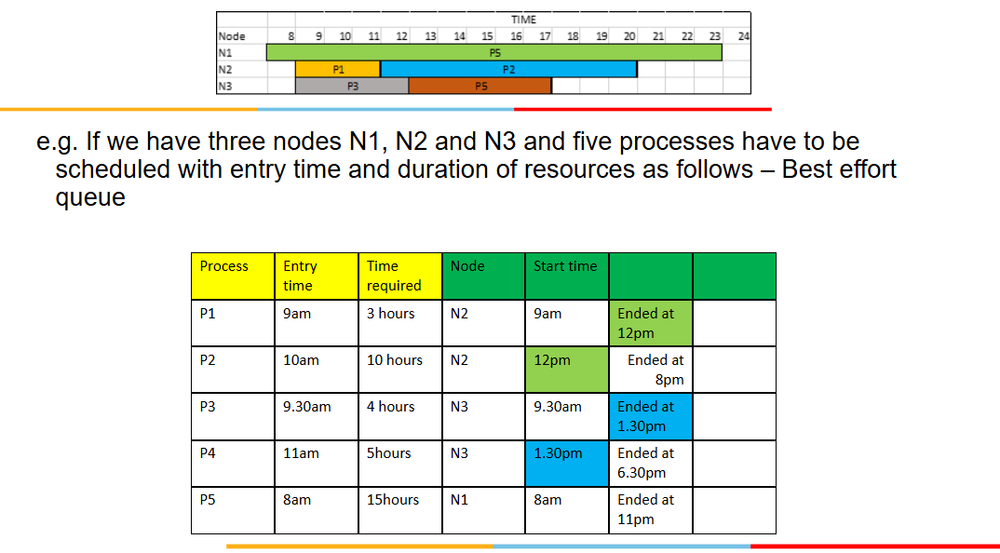 TIME
Node 8 9 10 11 12 13 14 15 16 17 18 19 20 21 22 23 24
N1 P5
N2 P1 P2
N3 P3 P5
e.g. If we have three nodes N1, N2 and N3 and five processes have to be
scheduled with entry time and duration of resources as follows – Best effort
queue
Process Entry time Time required Node Start time
P1 9am 3 hours N2 9am Ended at 12pm
P2 10am 10 hours N2 12pm Ended at 8pm
P3 9.30am 4 hours N3 9.30am Ended at 1.30pm
P4 11am 5hours N3 1.30pm Ended at 6.30pm
P5 8am 15hours N1 8am Ended at 11pm